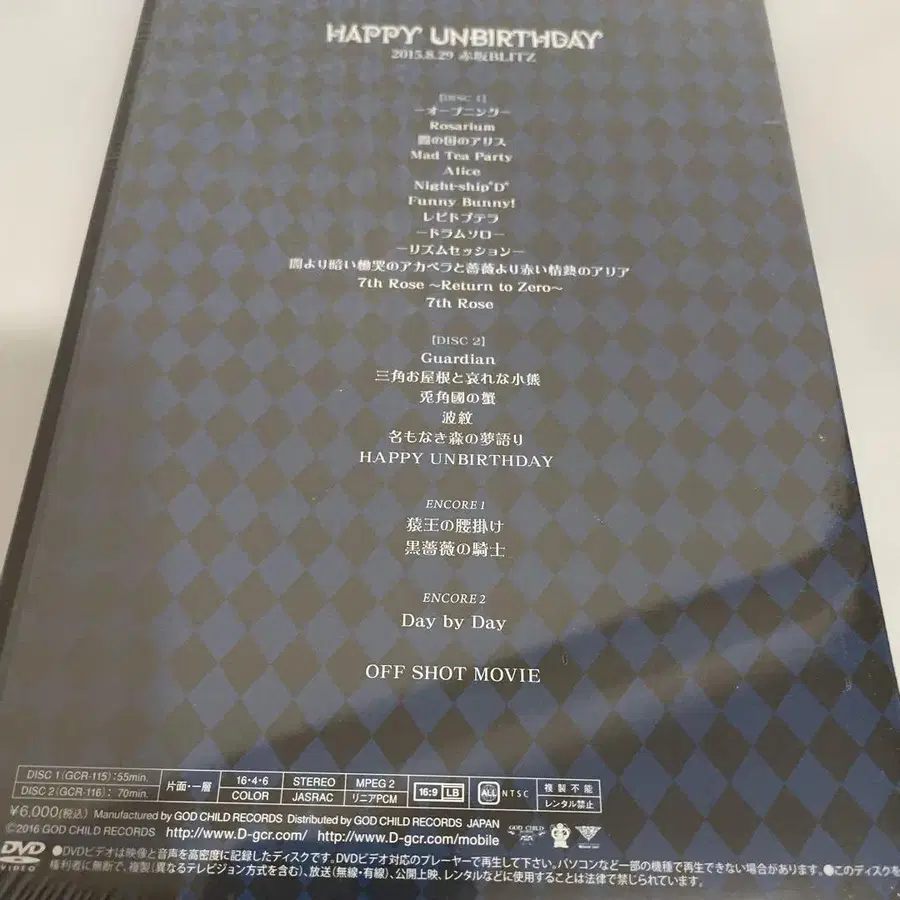 HAPPY UNBIRTHDAY
2015.8.29 赤坂BLITZ
[DISC 1]
−オープニング−
Rosarium
闇の国のアリス
Mad Tea Party
Alice
Night-ship"D"
Funny Bunny!
レピドプテラ
−ドラムソロ−
−リズムセッション−
闇より暗い慟哭のアカペラと薔薇より赤い情熱のアリア
7th Rose ～Return to Zero～
7th Rose
[DISC 2]
Guardian
三角お屋根と哀れな小熊
兎角國の蟹
波紋
名もなき森の夢語り
HAPPY UNBIRTHDAY
ENCORE 1
猿王の腰掛け
黒薔薇の騎士
ENCORE 2
Day by Day
OFF SHOT MOVIE
DISC 1 (GCR-115) : 55min.
DISC 2 (GCR-116) : 70min.
片面・一層
16・4・6
COLOR
STEREO
JASRAC
MPEG 2
リニアPCM
16:9 LB
ALL NTSC
複製不能
レンタル禁止
¥6,000(税込) Manufactured by GOD CHILD RECORDS Distributed by GOD CHILD RECORDS JAPAN
©2016 GOD CHILD RECORDS http://www.D-gcr.com/ http://www.D-gcr.com/mobile
GOD CHILD
DVD
VIDEO
●DVDビデオは映像と音声を高密度に記録したディスクです。DVDビデオ対応のプレーヤーで再生して下さい。パソコンなど一部の機種で再生できない場合があります。●このディスクを
権利者に無断で、複製(異なるテレビジョン方式を含む)、放送(無線・有線)、公開上映、レンタルなどに使用することは法律で禁じられています。